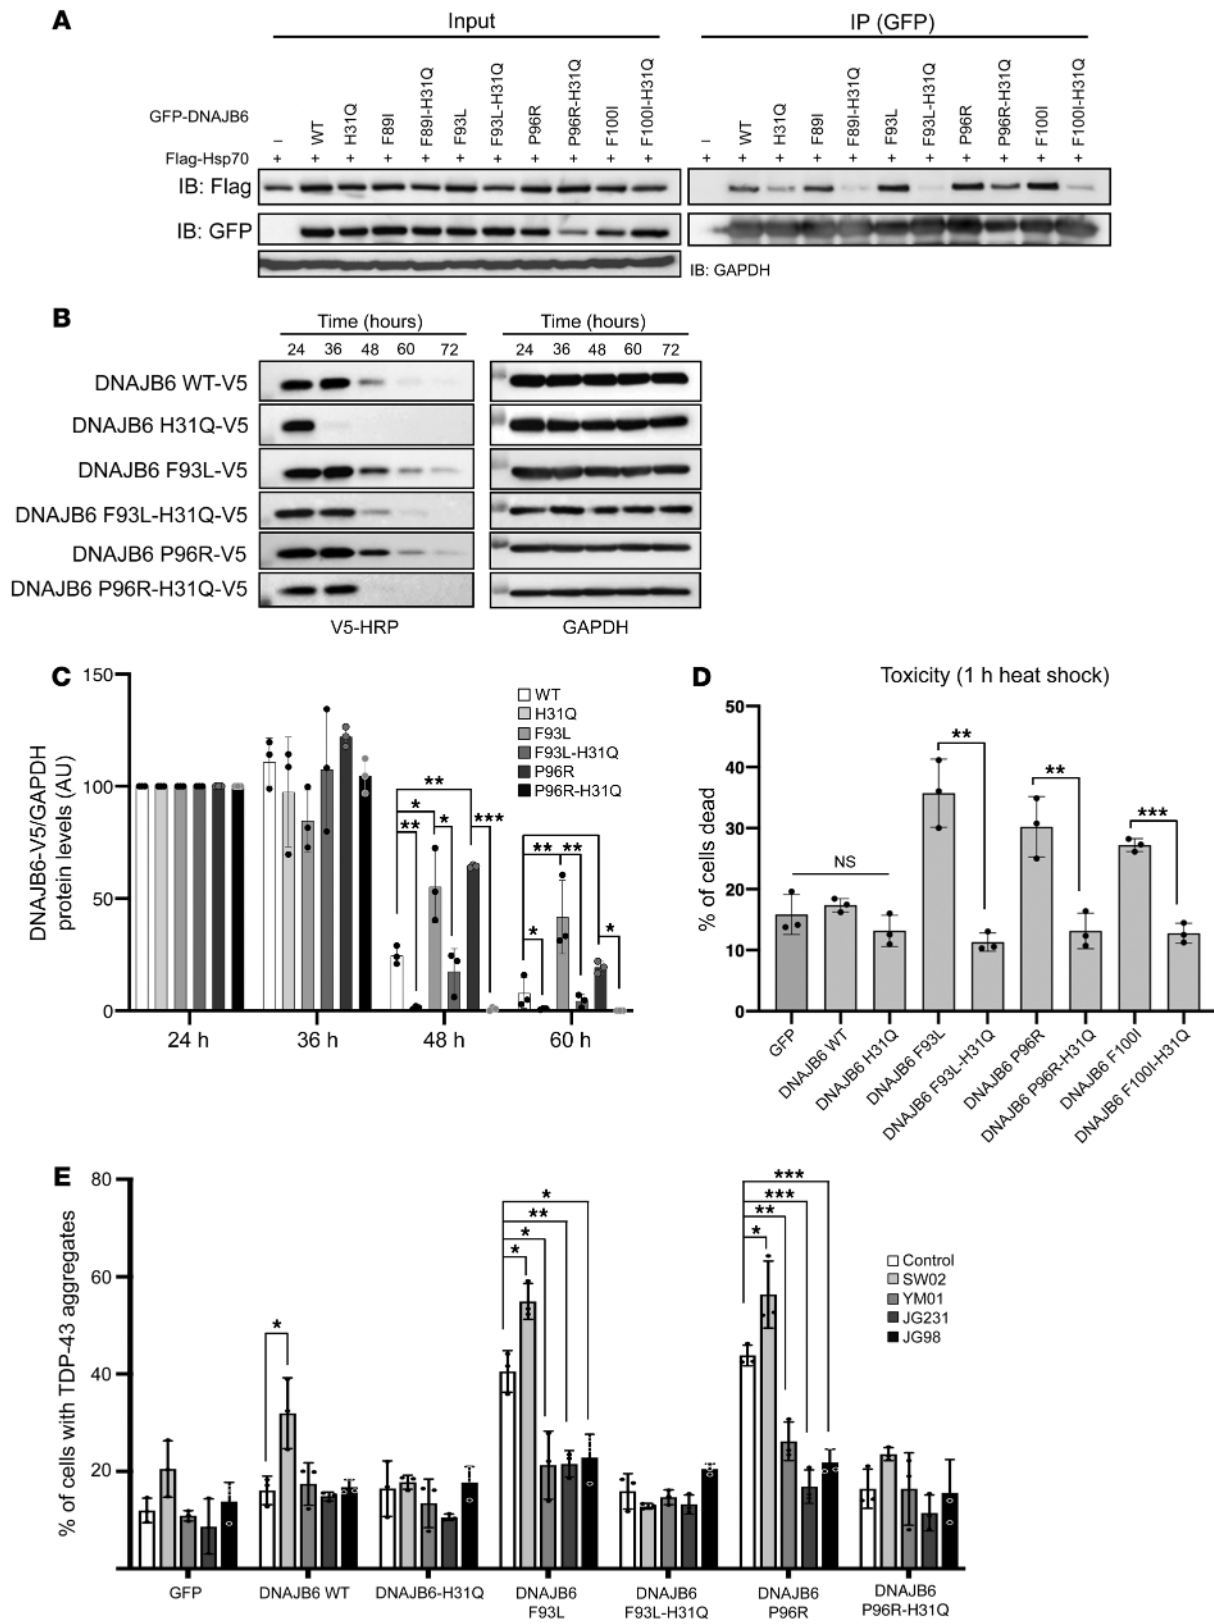 A
Input
IP (GFP)
GFP-DNAJB6
– WT H31Q F89I F89I-H31Q F93L F93L-H31Q P96R P96R-H31Q F100I F100I-H31Q
– WT H31Q F89I F89I-H31Q F93L F93L-H31Q P96R P96R-H31Q F100I F100I-H31Q
Flag-Hsp70 + + + + + + + + + + + + + + + + + + + + + +
IB: Flag
IB: GFP
IB: GAPDH
B
Time (hours)
Time (hours)
24 36 48 60 72
24 36 48 60 72
DNAJB6 WT-V5
DNAJB6 H31Q-V5
DNAJB6 F93L-V5
DNAJB6 F93L-H31Q-V5
DNAJB6 P96R-V5
DNAJB6 P96R-H31Q-V5
V5-HRP
GAPDH
C
DNAJB6-V5/GAPDH
protein levels (AU)
150
100
50
0
WT
H31Q
F93L
F93L-H31Q
P96R
P96R-H31Q
**
* ***
** *
** **
* *
24 h 36 h 48 h 60 h
D
Toxicity (1 h heat shock)
% of cells dead
50
40
30
20
10
0
NS
**
**
***
GFP
DNAJB6 WT
DNAJB6 H31Q
DNAJB6 F93L
DNAJB6 F93L-H31Q
DNAJB6 P96R
DNAJB6 P96R-H31Q
DNAJB6 F100I
DNAJB6 F100I-H31Q
E
% of cells with TDP-43 aggregates
80
60
40
20
*
*
**
*
*
***
***
**
*
Control
SW02
YM01
JG231
JG98
GFP
DNAJB6 WT
DNAJB6-H31Q
DNAJB6
F93L
DNAJB6
F93L-H31Q
DNAJB6
P96R
DNAJB6
P96R-H31Q